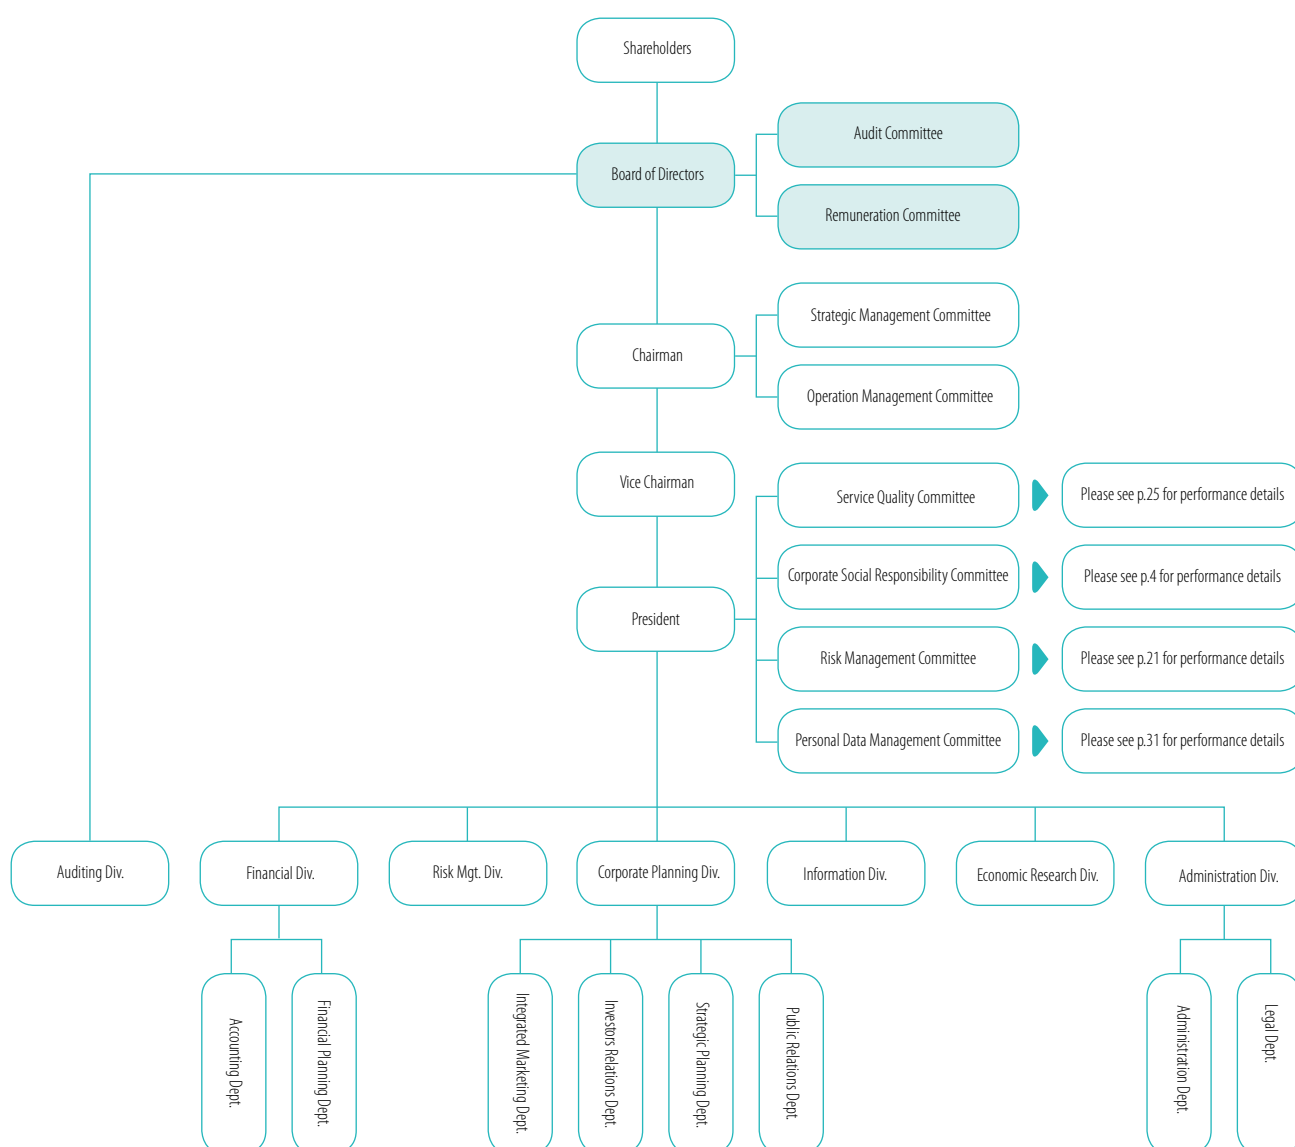 Shareholders
Audit Committee
Board of Directors
Remuneration Committee
Strategic Management Committee
Chairman
Operation Management Committee
Vice Chairman
Service Quality Committee
Please see p.25 for performance details
Corporate Social Responsibility Committee
Please see p.4 for performance details
President
Risk Management Committee
Please see p.21 for performance details
Personal Data Management Committee
Please see p.31 for performance details
Auditing Div.
Financial Div.
Risk Mgt. Div.
Corporate Planning Div.
Information Div.
Economic Research Div.
Administration Div.
Accounting Dept.
Financial Planning Dept.
Integrated Marketing Dept.
Investors Relations Dept.
Strategic Planning Dept.
Public Relations Dept.
Administration Dept.
Legal Dept.